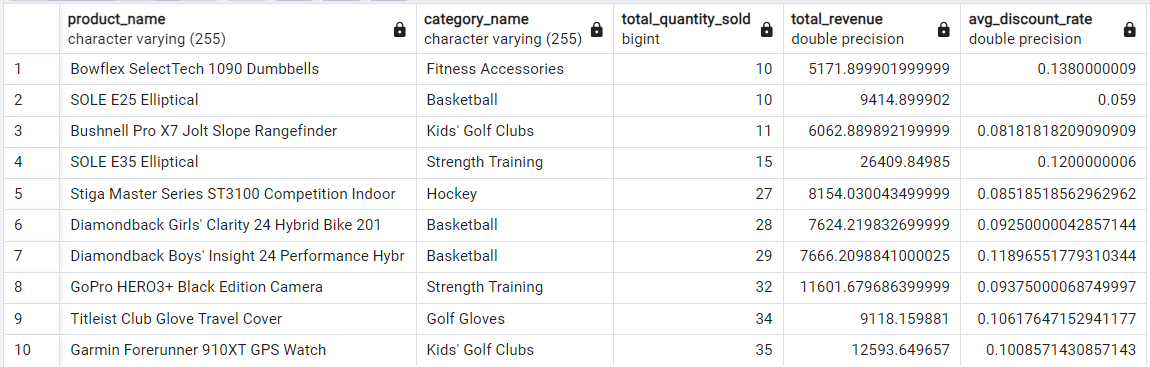 product_name category_name total_quantity_sold total_revenue avg_discount_rate
character varying (255) character varying (255) bigint double precision double precision
1 Bowflex SelectTech 1090 Dumbbells Fitness Accessories 10 5171.899901999999 0.1380000009
2 SOLE E25 Elliptical Basketball 10 9414.899902 0.059
3 Bushnell Pro X7 Jolt Slope Rangefinder Kids' Golf Clubs 11 6062.889892199999 0.08181818209090909
4 SOLE E35 Elliptical Strength Training 15 26409.84985 0.1200000006
5 Stiga Master Series ST3100 Competition Indoor Hockey 27 8154.030043499999 0.08518518562962962
6 Diamondback Girls' Clarity 24 Hybrid Bike 201 Basketball 28 7624.219832699999 0.09250000042857144
7 Diamondback Boys' Insight 24 Performance Hybr Basketball 29 7666.2098841000025 0.11896551779310344
8 GoPro HERO3+ Black Edition Camera Strength Training 32 11601.679686399999 0.09375000068749997
9 Titleist Club Glove Travel Cover Golf Gloves 34 9118.159881 0.10617647152941177
10 Garmin Forerunner 910XT GPS Watch Kids' Golf Clubs 35 12593.649657 0.1008571430857143